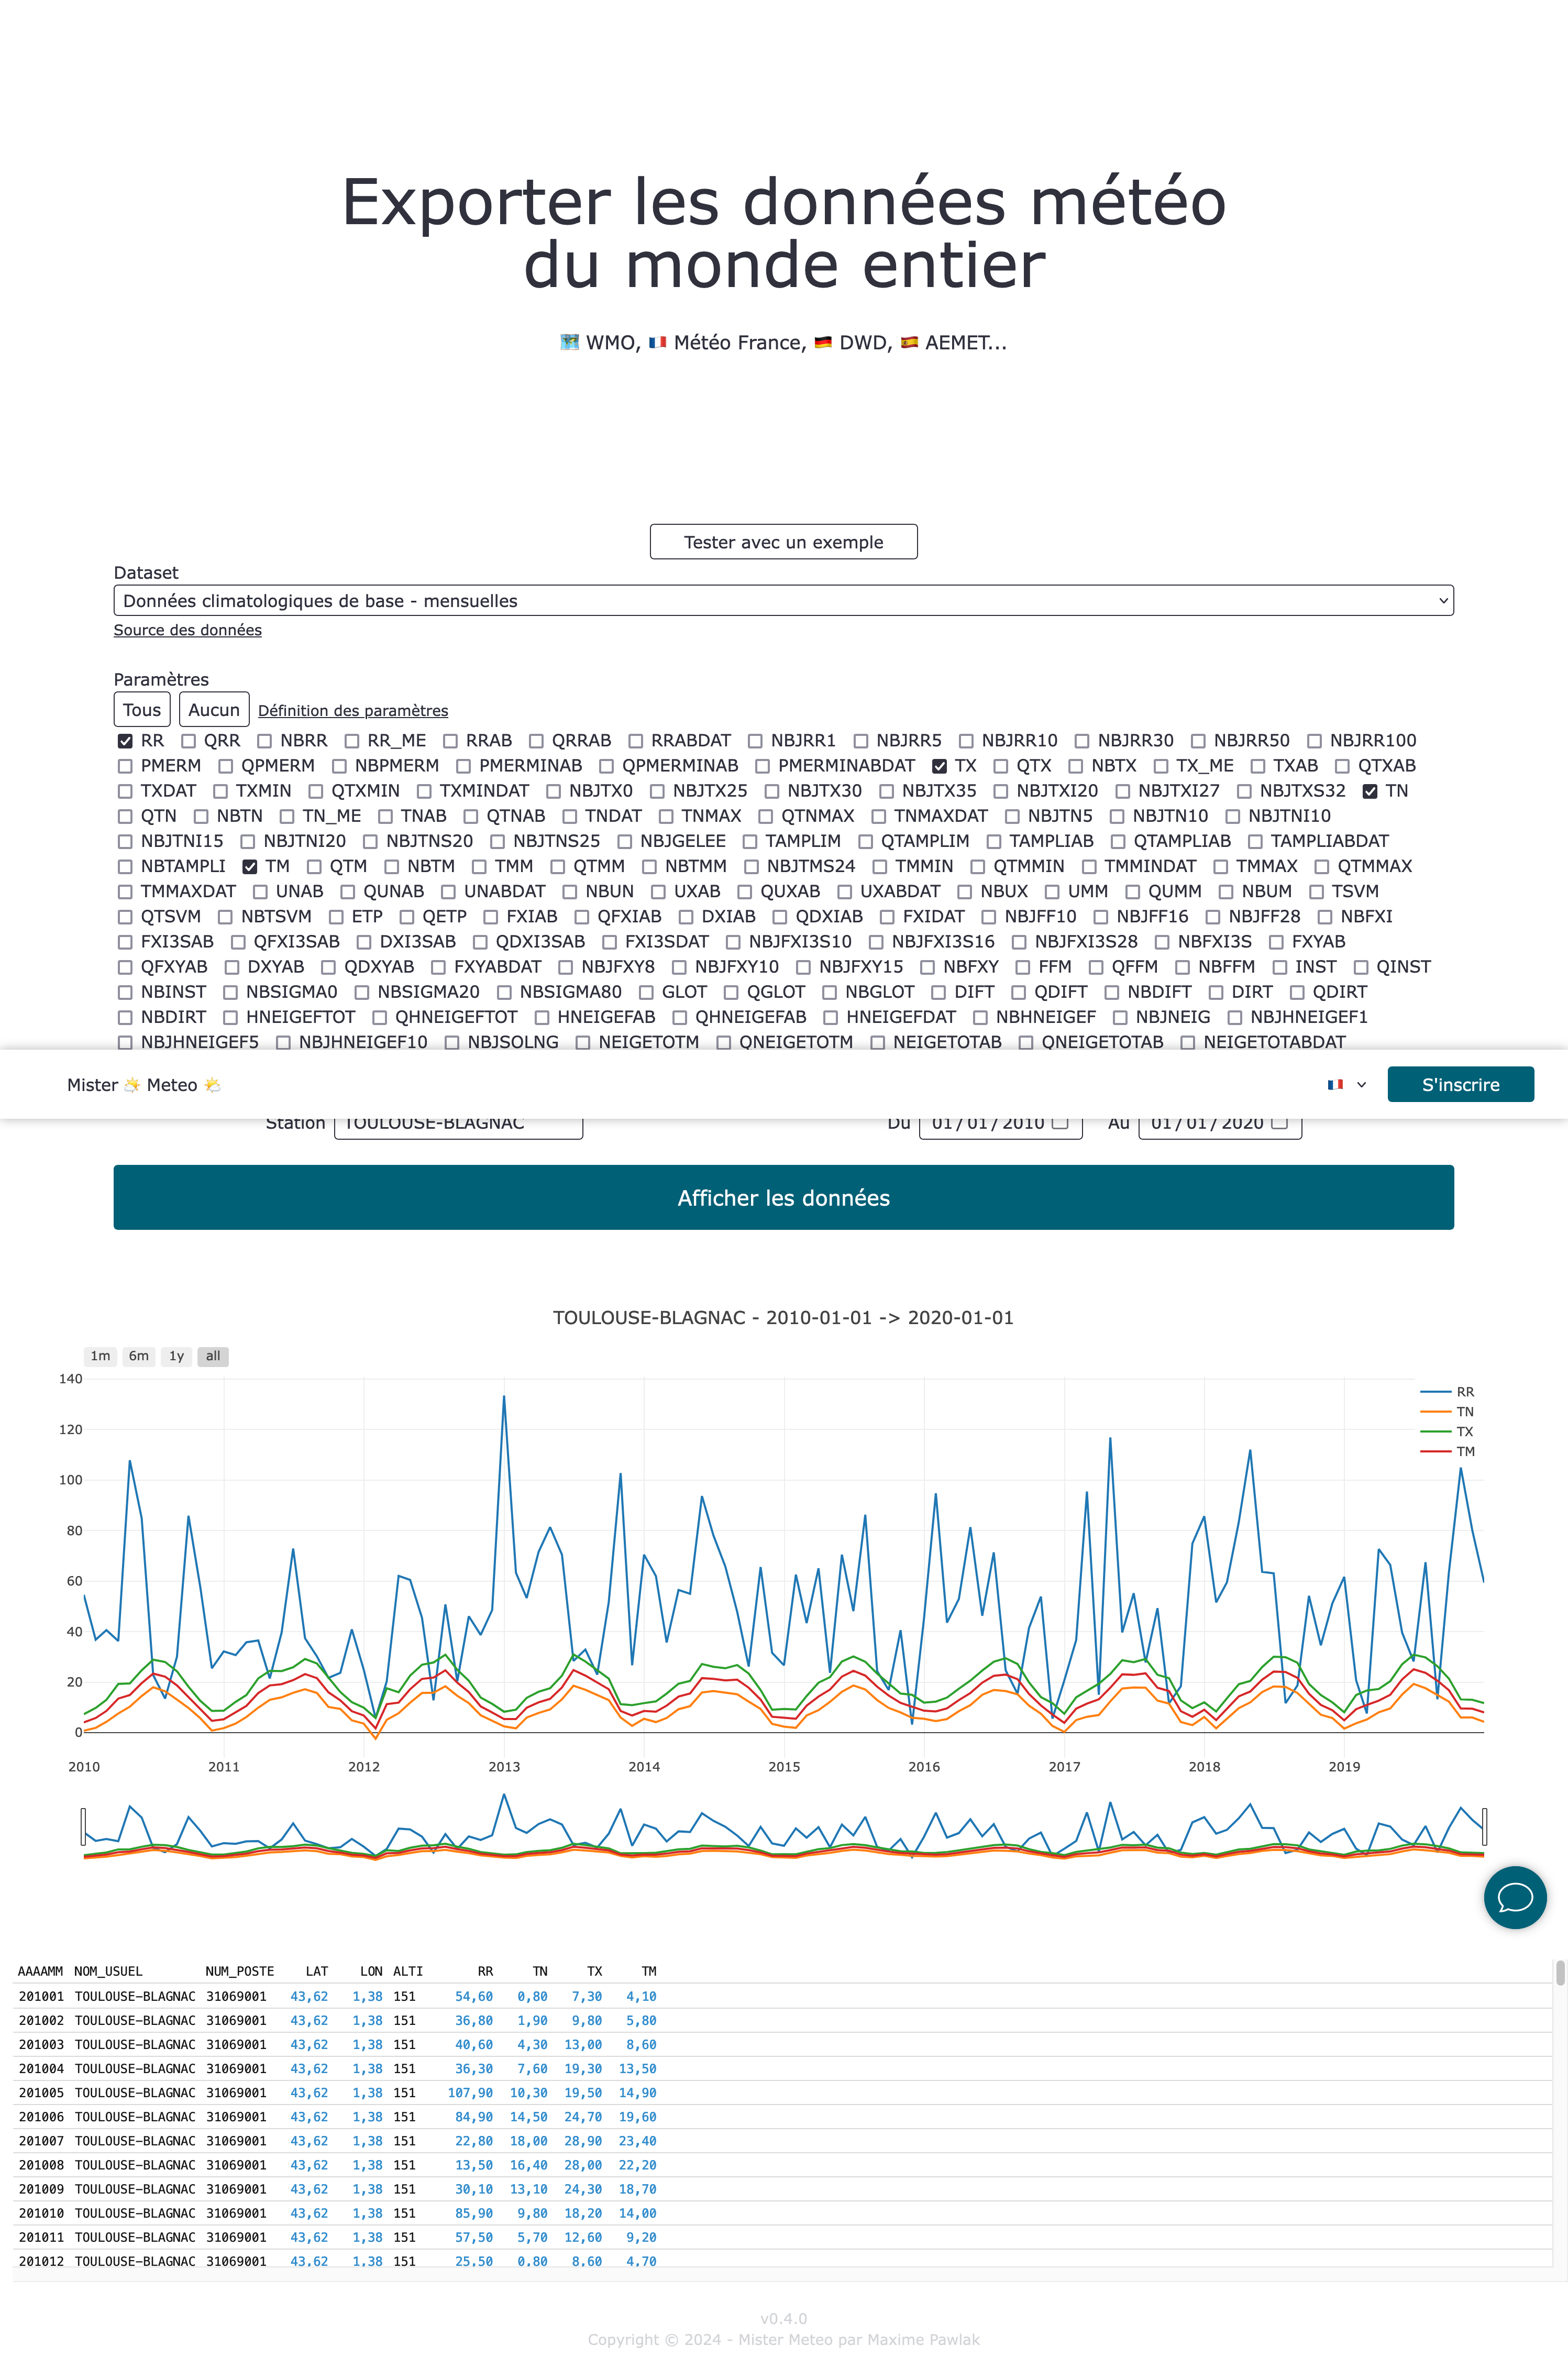 Exporter les données météo
du monde entier
WMO, Météo France, DWD, AEMET...
Tester avec un exemple
Dataset
Données climatologiques de base - mensuelles
Source des données
Paramètres
Tous Aucun Définition des paramètres
RR QRR NBRR RR_ME RRAB QRRAB RRABDAT NBJRR1 NBJRR5 NBJRR10 NBJRR30 NBJRR50 NBJRR100
PMERM QPMERM NBPMERM PMERMINAB QPMERMINAB PMERMINABDAT TX QTX NBTX TX_ME TXAB QTXAB
TXDAT TXMIN QTXMIN TXMINDAT NBJTX0 NBJTX25 NBJTX30 NBJTX35 NBJTXI20 NBJTXI27 NBJTXS32 TN
QTN NBTN TN_ME TNAB QTNAB TNDAT TNMAX QTNMAX TNMAXDAT NBJTN5 NBJTN10 NBJTNI10
NBJTNI15 NBJTNI20 NBJTNS20 NBJTNS25 NBJGELEE TAMPLIM QTAMPLIM TAMPLIAB QTAMPLIAB TAMPLIABDAT
NBTAMPLI TM QTM NBTM TMM QTMM NBTMM NBJTMS24 TMMIN QTMMIN TMMINDAT TMMAX QTMMAX
TMMAXDAT UNAB QUNAB UNABDAT NBUN UXAB QUXAB UXABDAT NBUX UMM QUMM NBUM TSVM
QTSVM NBTSVM ETP QETP FXIAB QFXIAB DXIAB QDXIAB FXIDAT NBJFF10 NBJFF16 NBJFF28 NBFXI
FXI3SAB QFXI3SAB DXI3SAB QDXI3SAB FXI3SDAT NBJFXI3S10 NBJFXI3S16 NBJFXI3S28 NBFXI3S FXYAB
QFXYAB DXYAB QDXYAB FXYABDAT NBJFXY8 NBJFXY10 NBJFXY15 NBFXY FFM QFFM NBFFM INST QINST
NBINST NBSIGMA0 NBSIGMA20 NBSIGMA80 GLOT QGLOT NBGLOT DIFT QDIFT NBDIFT DIRT QDIRT
NBDIRT HNEIGEFTOT QHNEIGEFTOT HNEIGEFAB QHNEIGEFAB HNEIGEFDAT NBHNEIGEF NBJNEIG NBJHNEIGEF1
NBJHNEIGEF5 NBJHNEIGEF10 NBJSOLNG NEIGETOTM QNEIGETOTM NEIGETOTAB QNEIGETOTAB NEIGETOTABDAT
Mister Meteo S'inscrire
Station TOULOUSE-BLAGNAC Du 01/01/2010 Au 01/01/2020
Afficher les données
TOULOUSE-BLAGNAC - 2010-01-01 -> 2020-01-01
1m 6m 1y all
140
120
100
80
60
40
20
0
RR
TN
TX
TM
2010 2011 2012 2013 2014 2015 2016 2017 2018 2019
AAAAMM NOM_USUEL NUM_POSTE LAT LON ALTI RR TN TX TM
201001 TOULOUSE-BLAGNAC 31069001 43,62 1,38 151 54,60 0,80 7,30 4,10
201002 TOULOUSE-BLAGNAC 31069001 43,62 1,38 151 36,80 1,90 9,80 5,80
201003 TOULOUSE-BLAGNAC 31069001 43,62 1,38 151 40,60 4,30 13,00 8,60
201004 TOULOUSE-BLAGNAC 31069001 43,62 1,38 151 36,30 7,60 19,30 13,50
201005 TOULOUSE-BLAGNAC 31069001 43,62 1,38 151 107,90 10,30 19,50 14,90
201006 TOULOUSE-BLAGNAC 31069001 43,62 1,38 151 84,90 14,50 24,70 19,60
201007 TOULOUSE-BLAGNAC 31069001 43,62 1,38 151 22,80 18,00 28,90 23,40
201008 TOULOUSE-BLAGNAC 31069001 43,62 1,38 151 13,50 16,40 28,00 22,20
201009 TOULOUSE-BLAGNAC 31069001 43,62 1,38 151 30,10 13,10 24,30 18,70
201010 TOULOUSE-BLAGNAC 31069001 43,62 1,38 151 85,90 9,80 18,20 14,00
201011 TOULOUSE-BLAGNAC 31069001 43,62 1,38 151 57,50 5,70 12,60 9,20
201012 TOULOUSE-BLAGNAC 31069001 43,62 1,38 151 25,50 0,80 8,60 4,70
v0.4.0
Copyright © 2024 - Mister Meteo par Maxime Pawlak